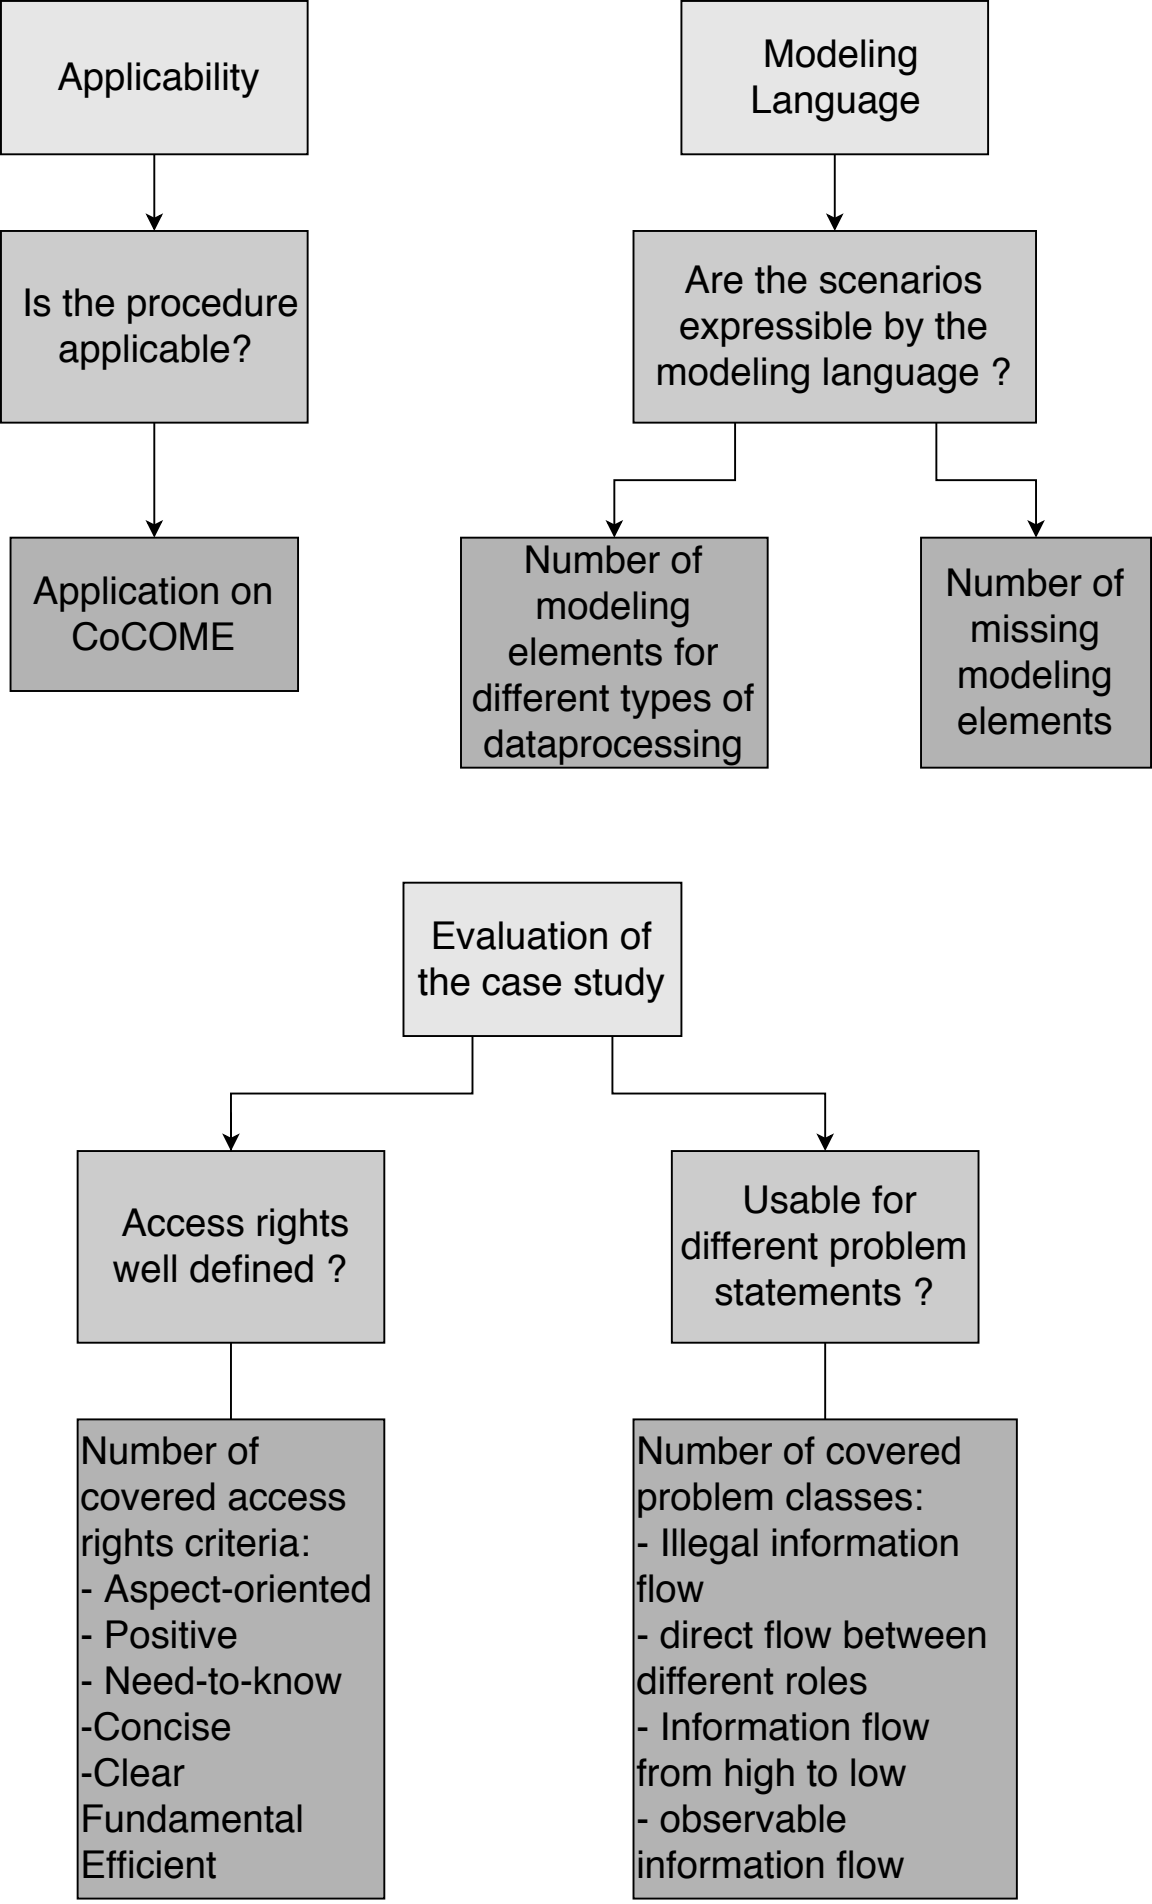 Applicability
Modeling
Language
Is the procedure
applicable?
Are the scenarios
expressible by the
modeling language ?
Application on
CoCOME
Number of
modeling
elements for
different types of
dataprocessing
Number of
missing
modeling
elements
Evaluation of
the case study
Access rights
well defined ?
Usable for
different problem
statements ?
Number of
covered access
rights criteria:
- Aspect-oriented
- Positive
- Need-to-know
-Concise
-Clear
Fundamental
Efficient
Number of covered
problem classes:
- Illegal information
flow
- direct flow between
different roles
- Information flow
from high to low
- observable
information flow